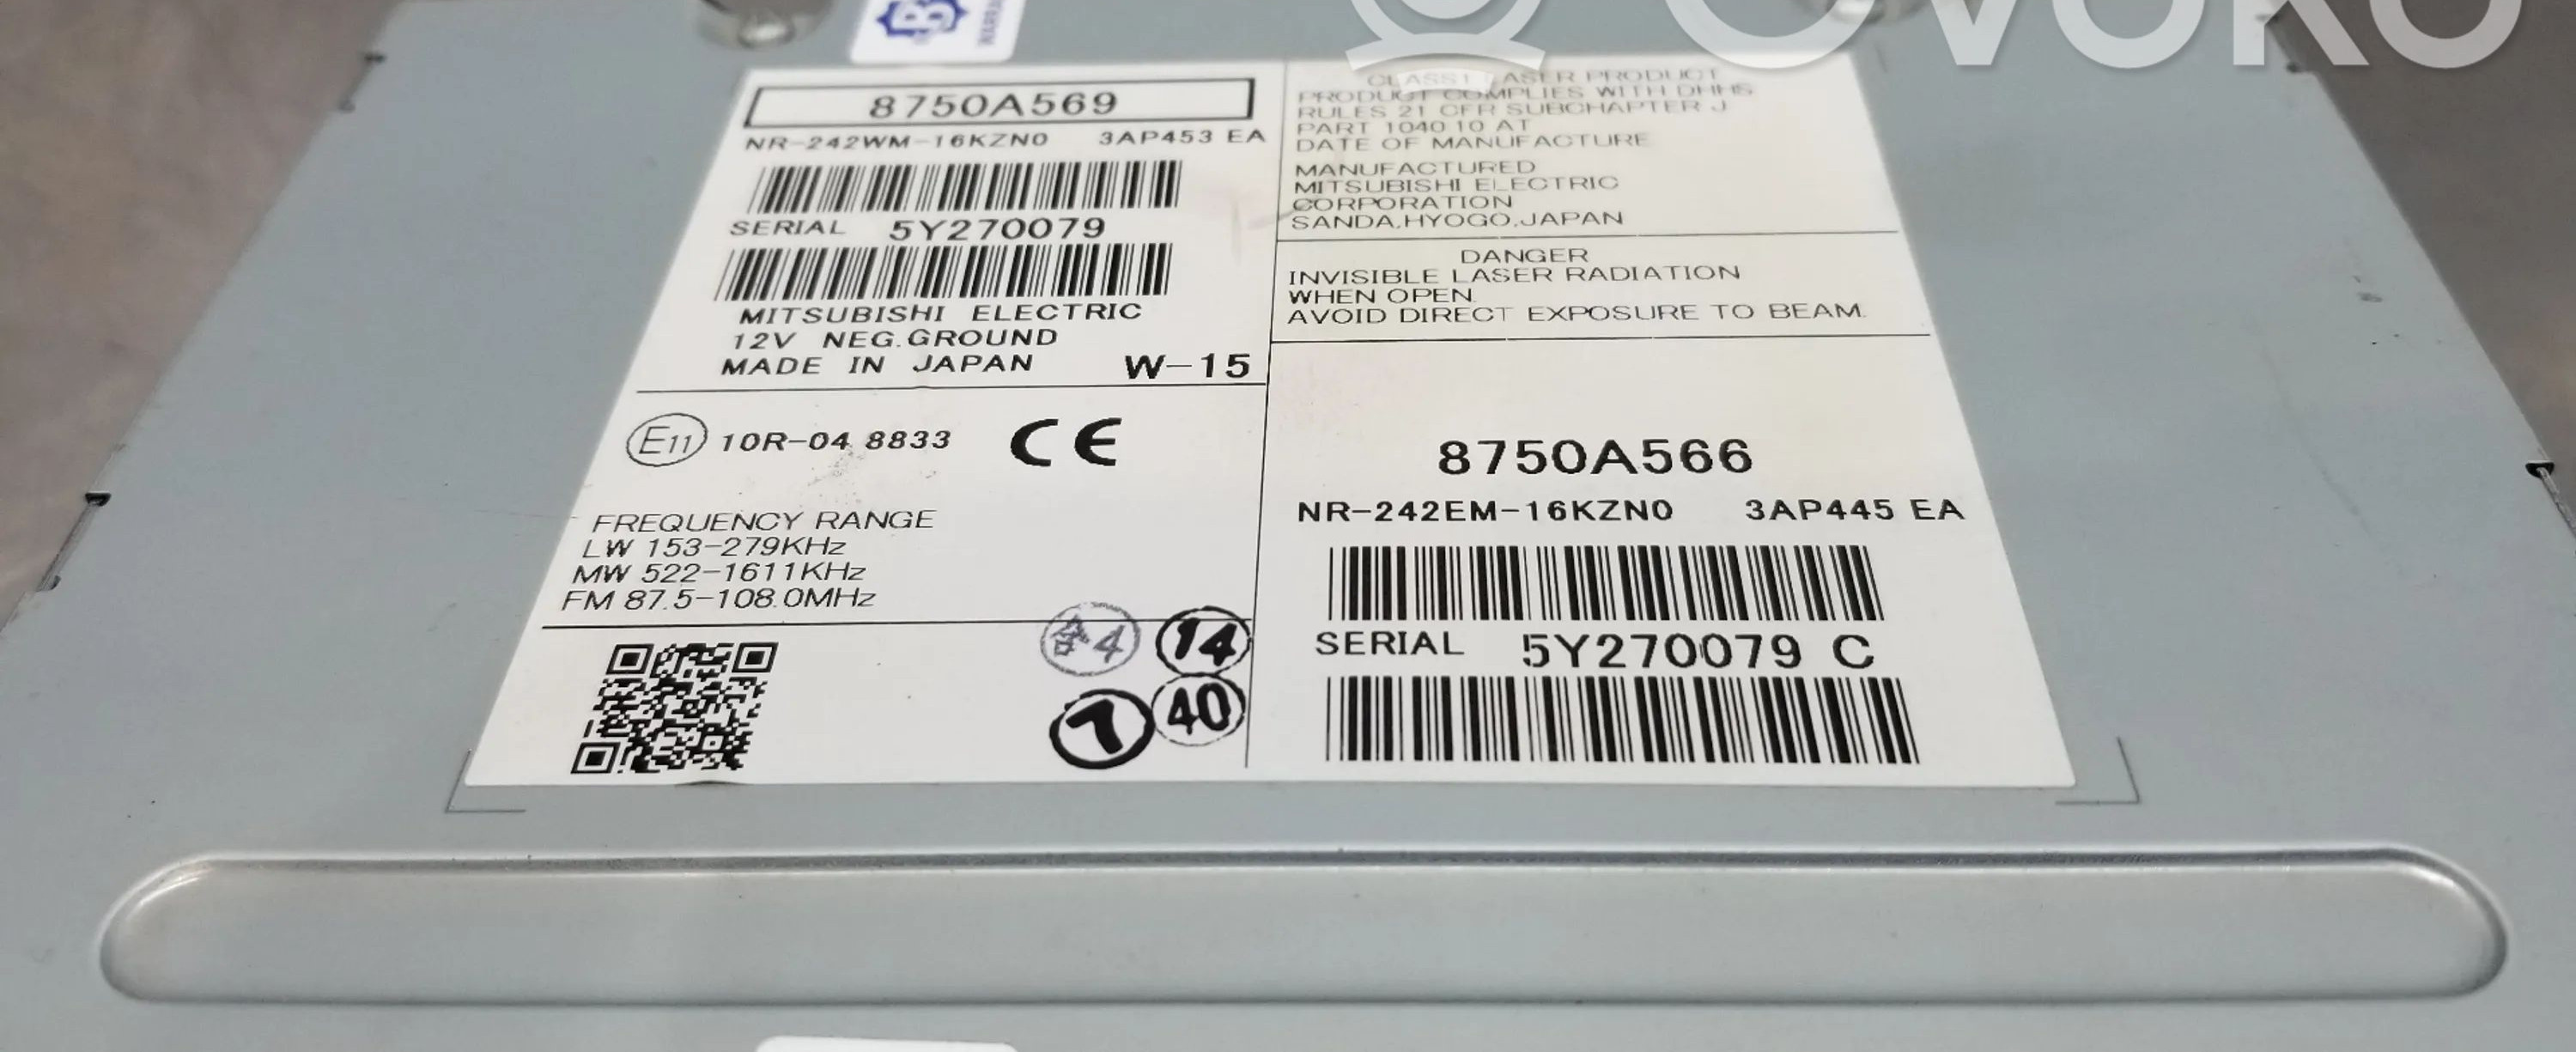 OVOKO
B
8750A569
NR-242WM-16KZN0 3AP453 EA
SERIAL 5Y270079
MITSUBISHI ELECTRIC
12V NEG.GROUND
MADE IN JAPAN W-15
E11 10R-04 8833 CE
FREQUENCY RANGE
LW 153-279KHz
MW 522-1611KHz
FM 87.5-108.0MHz
4 14
7 40
CLASS1 LASER PRODUCT
PRODUCT COMPLIES WITH DHHS
RULES 21 CFR SUBCHAPTER J
PART 1040.10 AT
DATE OF MANUFACTURE
MANUFACTURED
MITSUBISHI ELECTRIC
CORPORATION
SANDA,HYOGO,JAPAN
DANGER
INVISIBLE LASER RADIATION
WHEN OPEN.
AVOID DIRECT EXPOSURE TO BEAM.
8750A566
NR-242EM-16KZN0 3AP445 EA
SERIAL 5Y270079 C